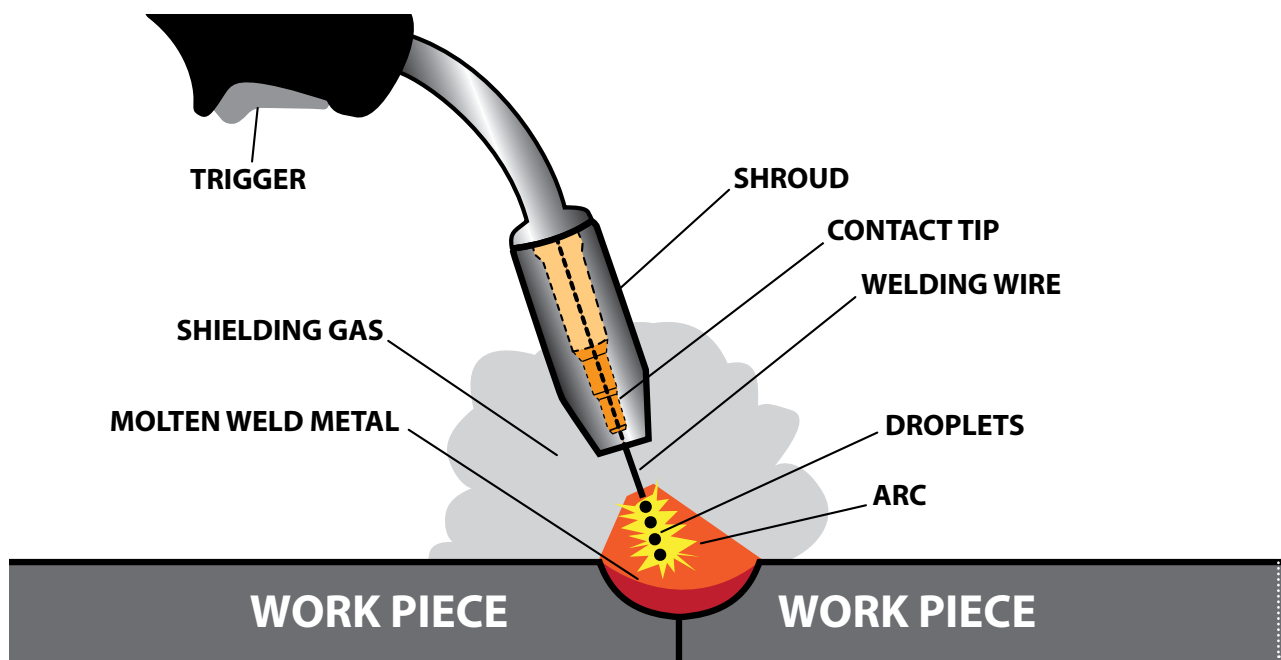 TRIGGER
SHROUD
CONTACT TIP
WELDING WIRE
SHIELDING GAS
MOLTEN WELD METAL
DROPLETS
ARC
WORK PIECE
WORK PIECE